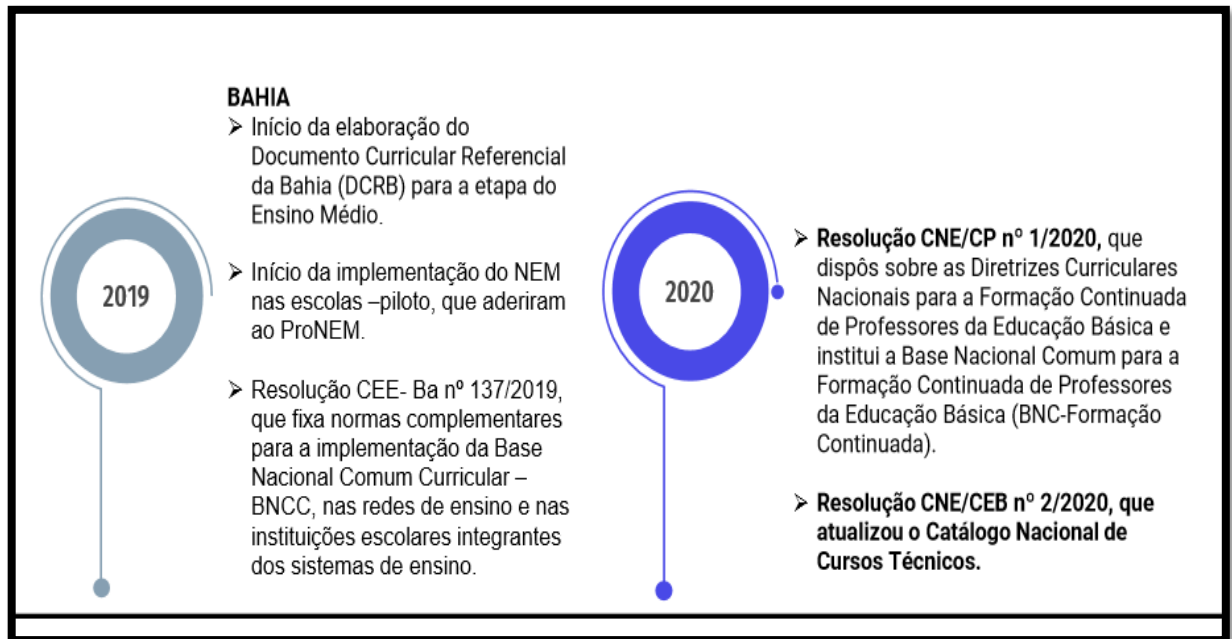 2019
BAHIA
➢ Início da elaboração do
Documento Curricular Referencial
da Bahia (DCRB) para a etapa do
Ensino Médio.
➢ Início da implementação do NEM
nas escolas –piloto, que aderiram
ao ProNEM.
➢ Resolução CEE- Ba nº 137/2019,
que fixa normas complementares
para a implementação da Base
Nacional Comum Curricular –
BNCC, nas redes de ensino e nas
instituições escolares integrantes
dos sistemas de ensino.
2020
➢ Resolução CNE/CP nº 1/2020, que
dispôs sobre as Diretrizes Curriculares
Nacionais para a Formação Continuada
de Professores da Educação Básica e
institui a Base Nacional Comum para a
Formação Continuada de Professores
da Educação Básica (BNC-Formação
Continuada).
➢ Resolução CNE/CEB nº 2/2020, que
atualizou o Catálogo Nacional de
Cursos Técnicos.